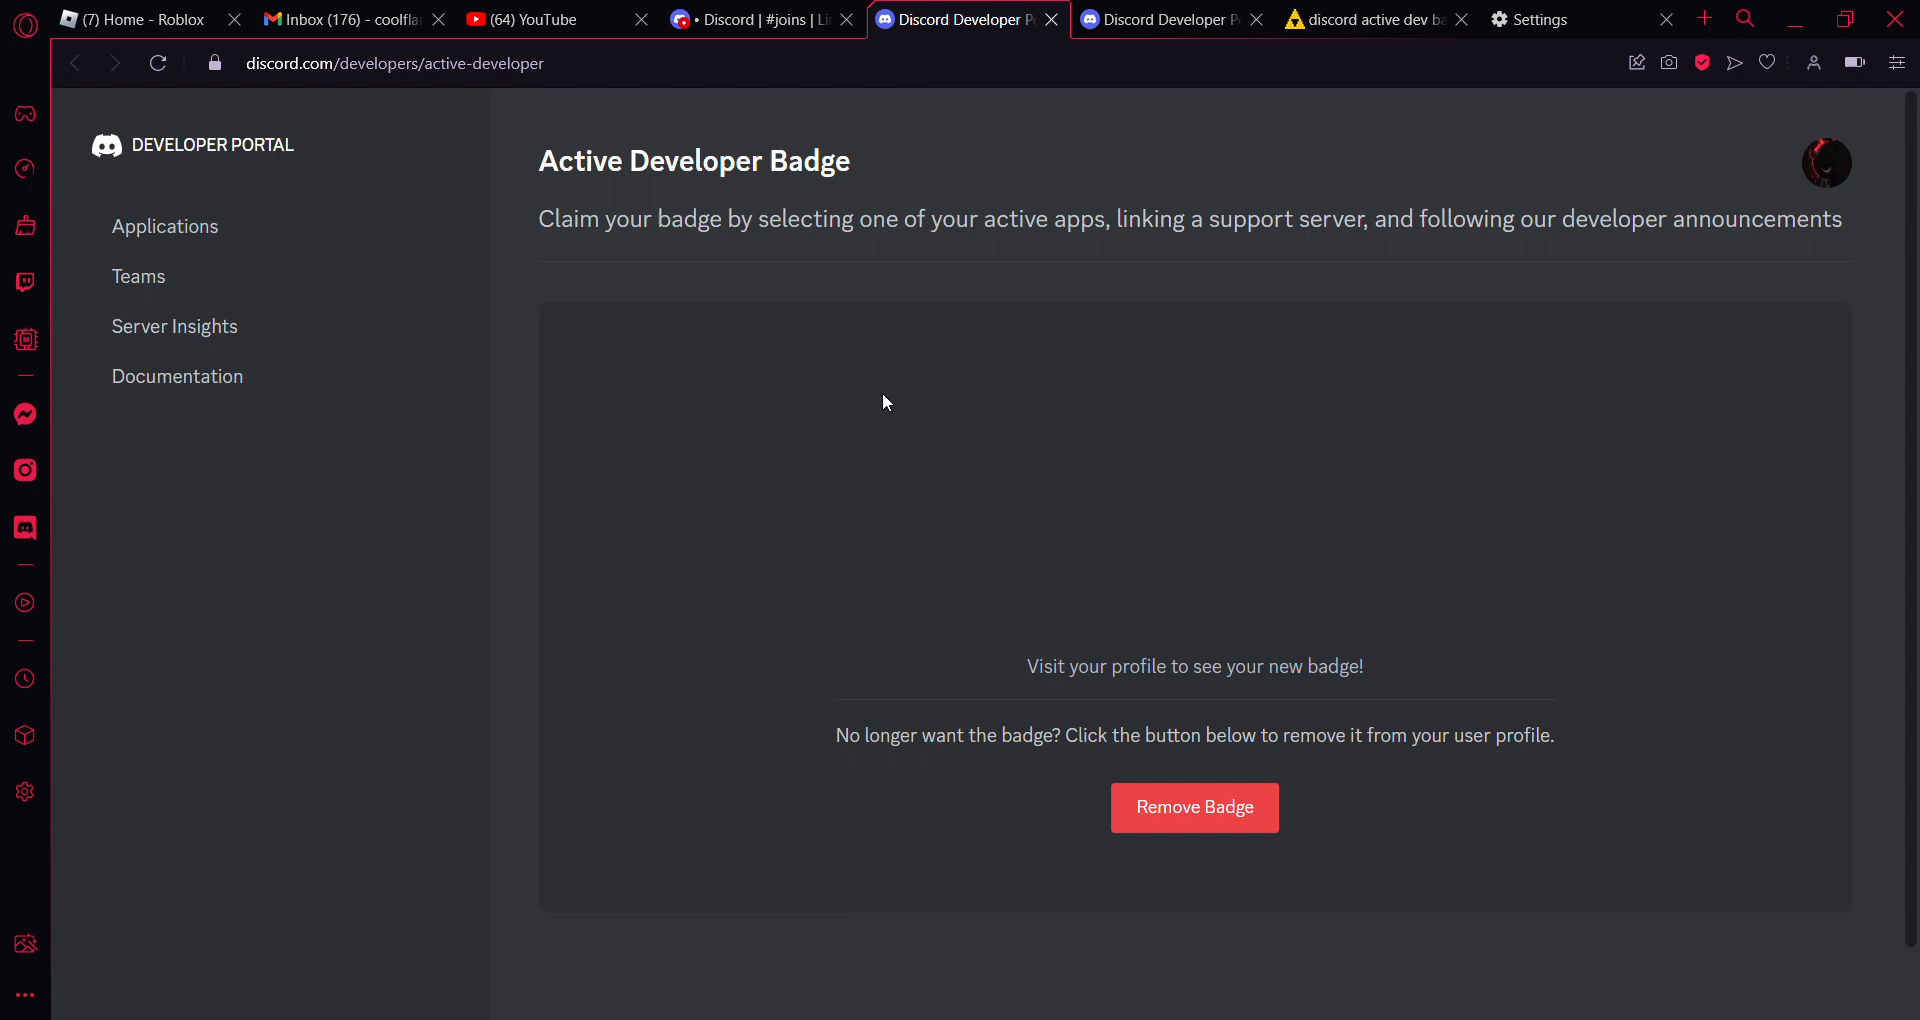 (7) Home - Roblox
Inbox (176) - coolfla
(64) YouTube
• Discord | #joins | Li
Discord Developer P
Discord Developer P
discord active dev ba
Settings
discord.com/developers/active-developer
DEVELOPER PORTAL
Applications
Teams
Server Insights
Documentation
Active Developer Badge
Claim your badge by selecting one of your active apps, linking a support server, and following our developer announcements
Visit your profile to see your new badge!
No longer want the badge? Click the button below to remove it from your user profile.
Remove Badge